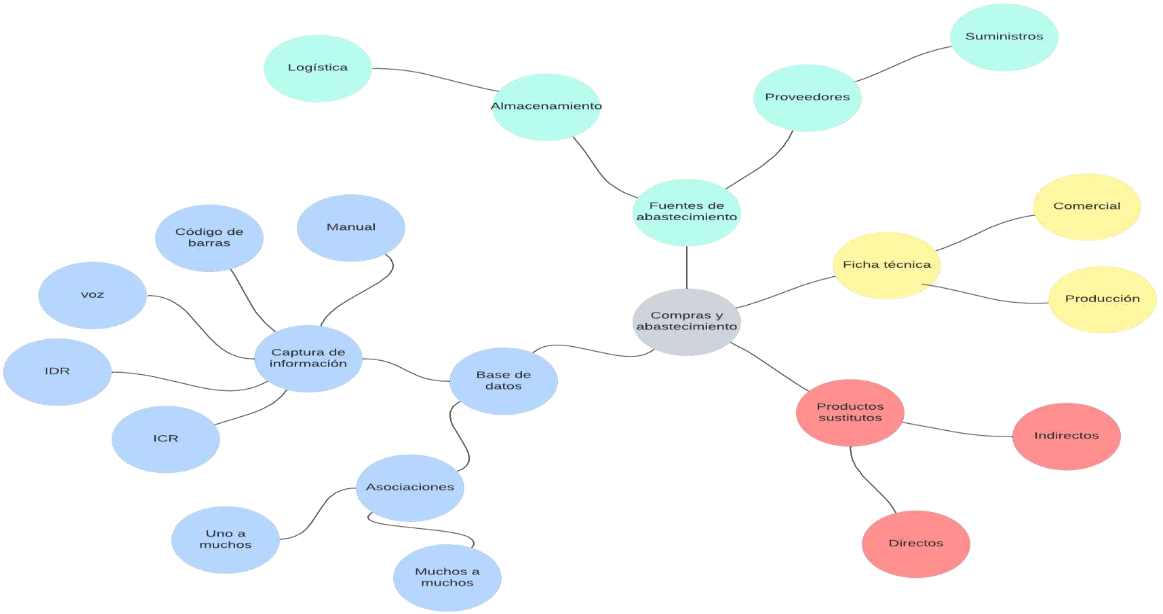 Suministros
Logística
Proveedores
Almacenamiento
Comercial
Fuentes de
abastecimiento
Manual
Código de
barras
Ficha técnica
voz
Producción
Compras y
abastecimiento
Captura de
información
IDR
Base de
datos
Productos
sustitutos
Indirectos
ICR
Asociaciones
Uno a
muchos
Directos
Muchos a
muchos